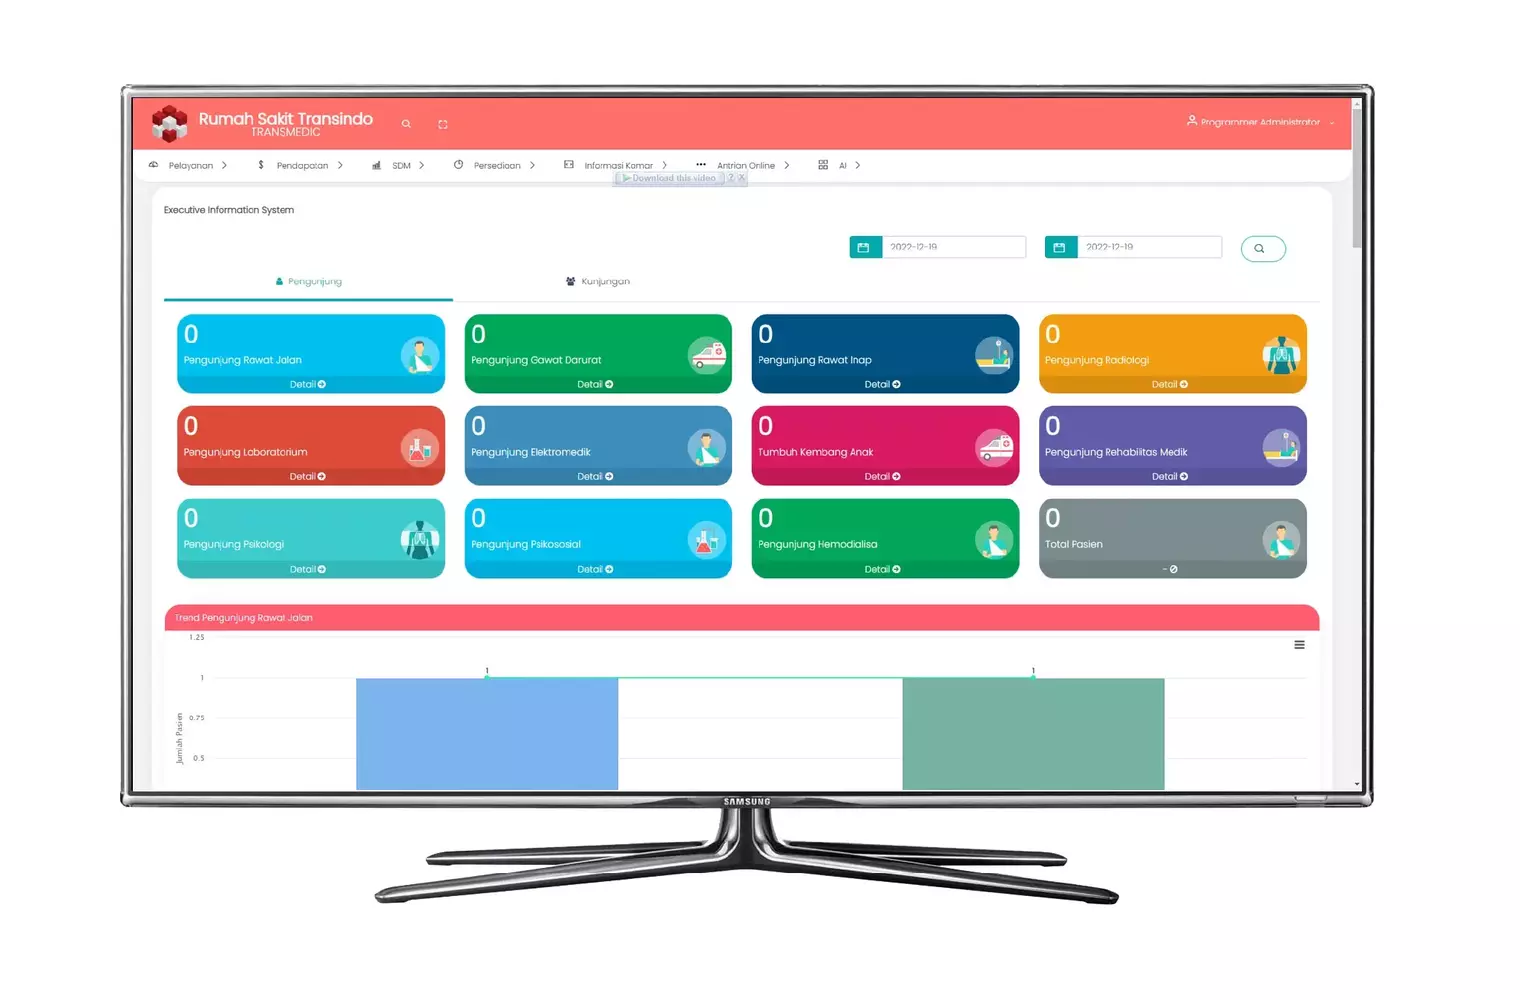 Rumah Sakit Transindo
TRANSMEDIC
Programmer Administrator
Pelayanan
$ Pendapatan
SDM
Persediaan
Informasi Kamar
Antrian Online
AI
Download this video ? X
Executive Information System
2022-12-19
2022-12-19
Pengunjung
Kunjungan
0
Pengunjung Rawat Jalan
Detail
0
Pengunjung Gawat Darurat
Detail
0
Pengunjung Rawat Inap
Detail
0
Pengunjung Radiologi
Detail
0
Pengunjung Laboratorium
Detail
0
Pengunjung Elektromedik
Detail
0
Tumbuh Kembang Anak
Detail
0
Pengunjung Rehabilitas Medik
Detail
0
Pengunjung Psikologi
Detail
0
Pengunjung Psikososial
Detail
0
Pengunjung Hemodialisa
Detail
0
Total Pasien
-
Trend Pengunjung Rawat Jalan
1.25
1
0.75
0.5
Jumlah Pasien
1
1
SAMSUNG